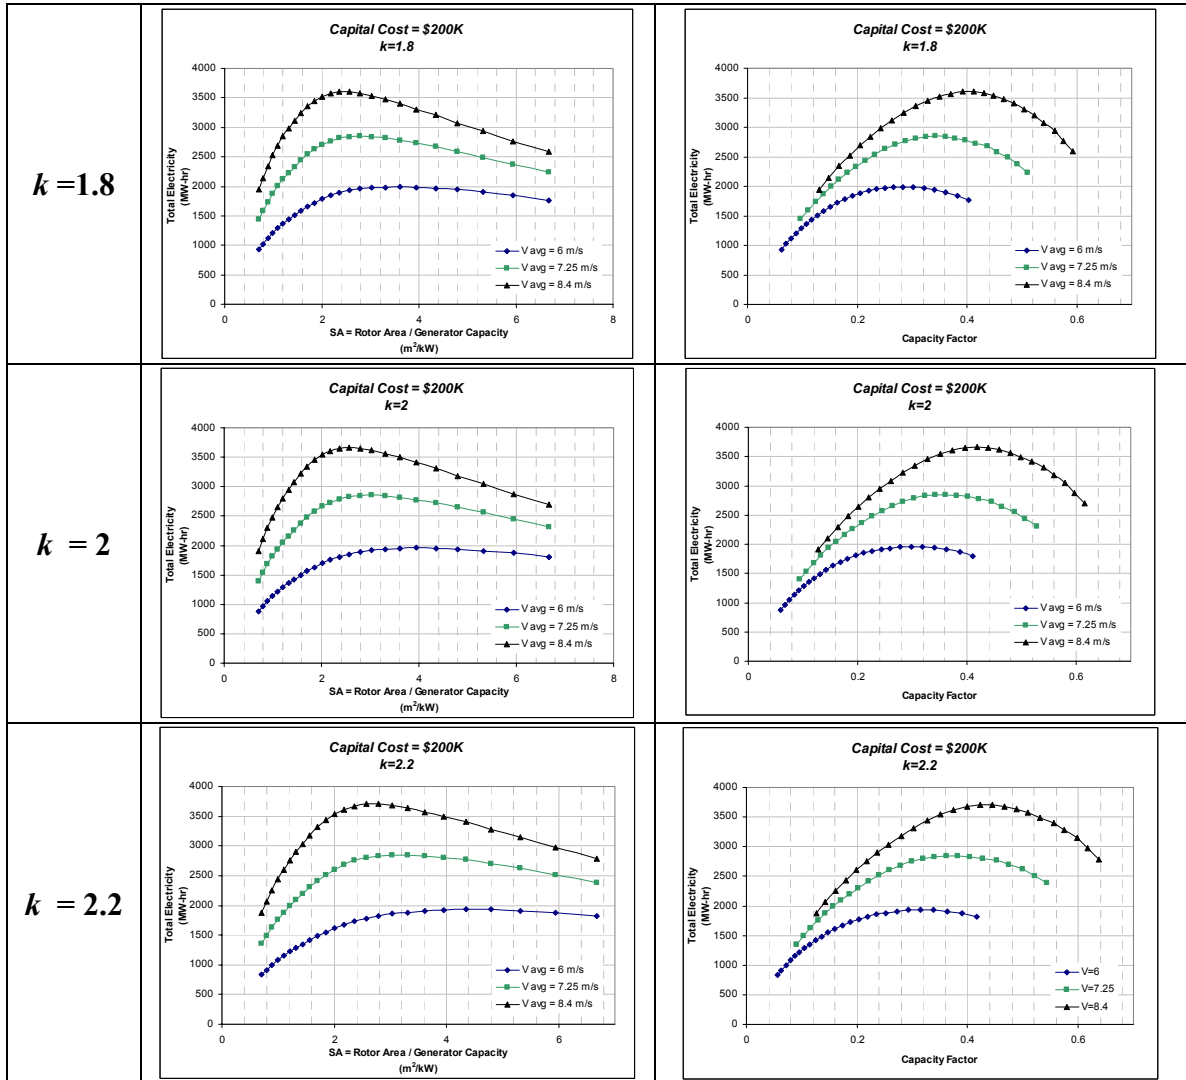 k =1.8
Capital Cost = $200K
k=1.8
4000
3500
3000
2500
2000
1500
1000
500
0
Total Electricity
(MW-hr)
0 2 4 6 8
SA = Rotor Area / Generator Capacity
(m²/kW)
V avg = 6 m/s
V avg = 7.25 m/s
V avg = 8.4 m/s
Capital Cost = $200K
k=1.8
4000
3500
3000
2500
2000
1500
1000
500
0
Total Electricity
(MW-hr)
0 0.2 0.4 0.6
Capacity Factor
V avg = 6 m/s
V avg = 7.25 m/s
V avg = 8.4 m/s
k = 2
Capital Cost = $200K
k=2
4000
3500
3000
2500
2000
1500
1000
500
0
Total Electricity
(MW-hr)
0 2 4 6 8
SA = Rotor Area / Generator Capacity
(m²/kW)
V avg = 6 m/s
V avg = 7.25 m/s
V avg = 8.4 m/s
Capital Cost = $200K
k=2
4000
3500
3000
2500
2000
1500
1000
500
0
Total Electricity
(MW-hr)
0 0.2 0.4 0.6
Capacity Factor
V avg = 6 m/s
V avg = 7.25 m/s
V avg = 8.4 m/s
k = 2.2
Capital Cost = $200K
k=2.2
4000
3500
3000
2500
2000
1500
1000
500
0
Total Electricity
(MW-hr)
0 2 4 6
SA = Rotor Area / Generator Capacity
(m²/kW)
V avg = 6 m/s
V avg = 7.25 m/s
V avg = 8.4 m/s
Capital Cost = $200K
k=2.2
4000
3500
3000
2500
2000
1500
1000
500
0
Total Electricity
(MW-hr)
0 0.2 0.4 0.6
Capacity Factor
V=6
V=7.25
V=8.4